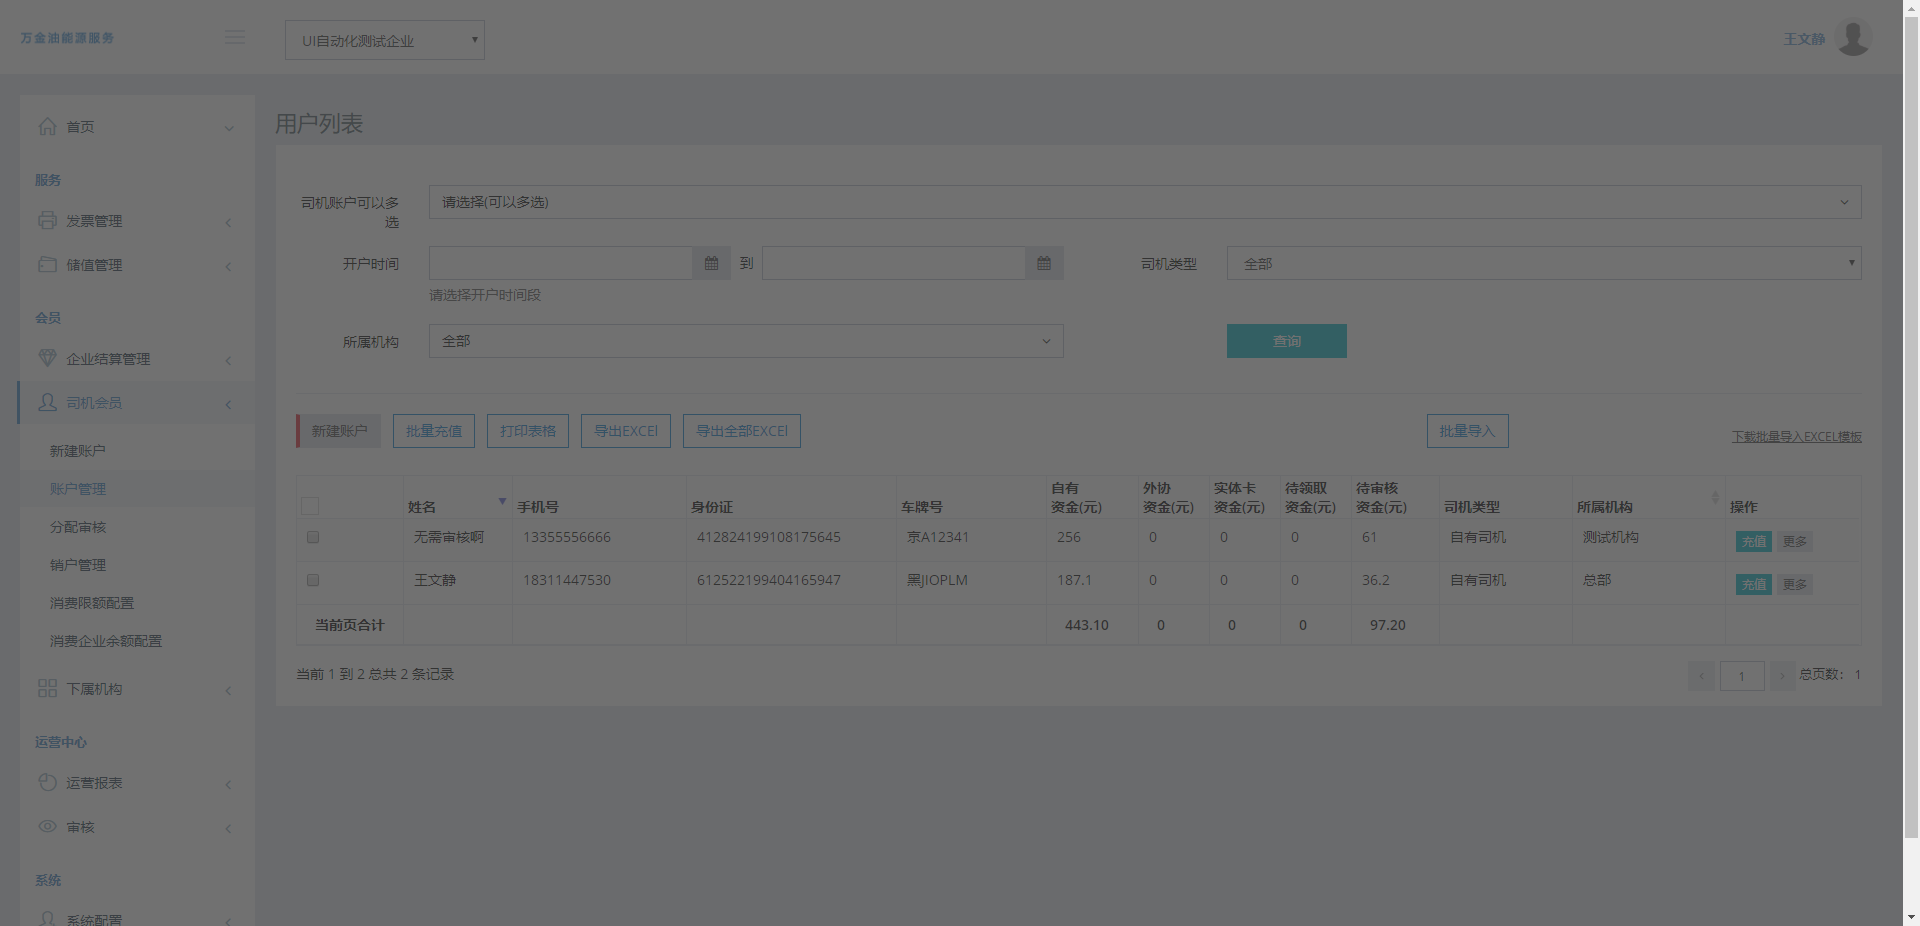 万金油能源服务
UI自动化测试企业
王文静
首页
服务
发票管理
储值管理
会员
企业结算管理
司机会员
新建账户
账户管理
分配审核
销户管理
消费限额配置
消费企业余额配置
下属机构
运营中心
运营报表
审核
系统
系统配置
用户列表
司机账户可以多选
请选择(可以多选)
开户时间
到
司机类型
全部
请选择开户时间段
所属机构
全部
查询
新建账户
批量充值
打印表格
导出EXCEl
导出全部EXCEl
批量导入
下载批量导入EXCEL模板
姓名 手机号 身份证 车牌号 自有资金(元) 外协资金(元) 实体卡资金(元) 待领取资金(元) 待审核资金(元) 司机类型 所属机构 操作
无需审核啊 13355556666 412824199108175645 京A12341 256 0 0 0 61 自有司机 测试机构 充值 更多
王文静 18311447530 612522199404165947 黑JIOPLM 187.1 0 0 0 36.2 自有司机 总部 充值 更多
当前页合计 443.10 0 0 0 97.20
当前 1 到 2 总共 2 条记录
1
总页数： 1